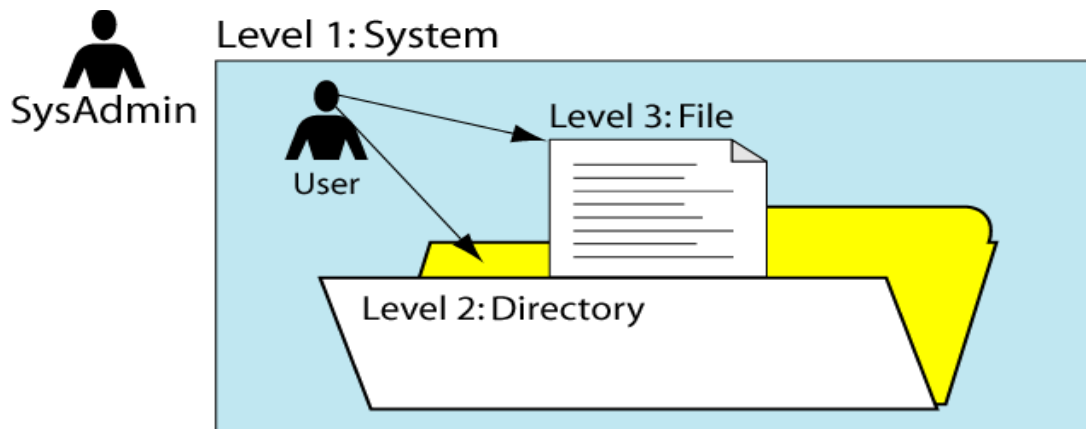 Level 1: System
SysAdmin
Level 3: File
User
Level 2: Directory